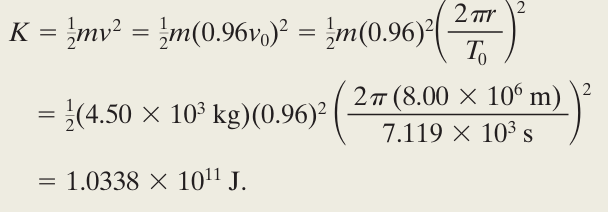 K = ½mv² = ½m(0.96v₀)² = ½m(0.96)²(2πr/T₀)²
= ½(4.50 × 10³ kg)(0.96)²(2π(8.00 × 10⁶ m)/7.119 × 10³ s)²
= 1.0338 × 10¹¹ J.